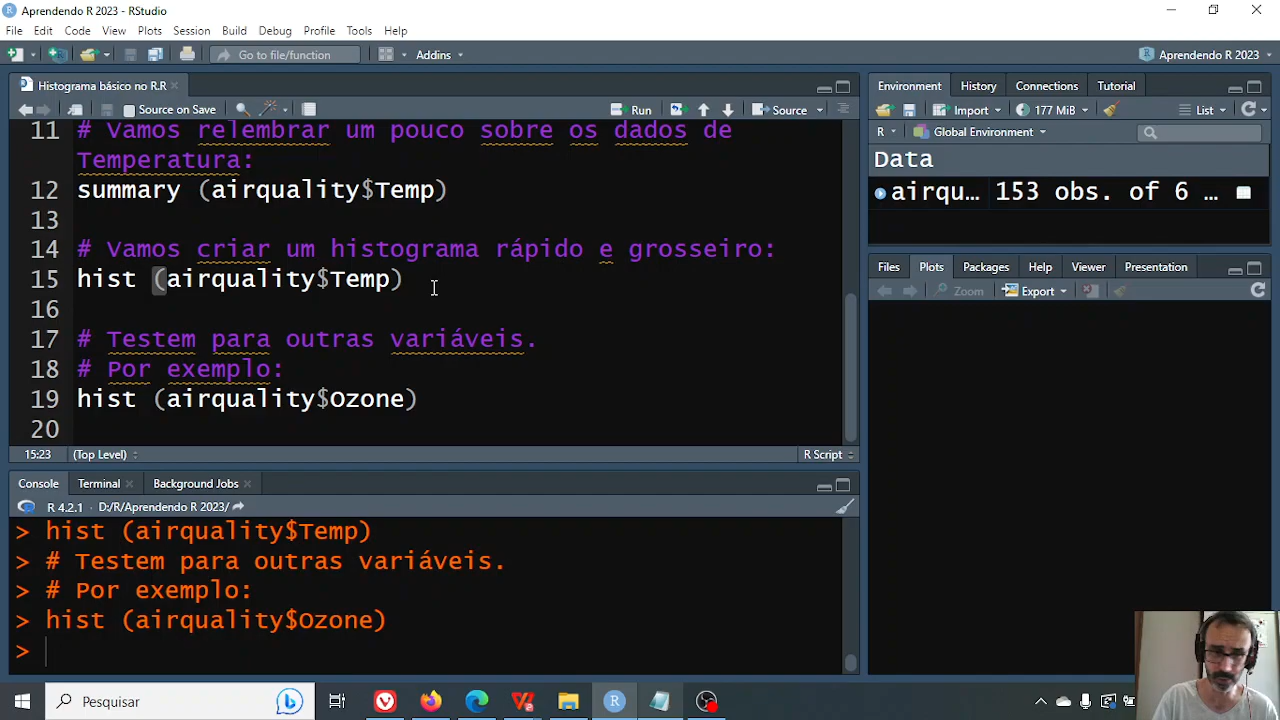 Aprendendo R 2023 - RStudio
File Edit Code View Plots Session Build Debug Profile Tools Help
Go to file/function Addins Aprendendo R 2023
Histograma básico no R.R
Source on Save Run Source
11 # Vamos relembrar um pouco sobre os dados de
Temperatura:
12 summary (airquality$Temp)
13
14 # Vamos criar um histograma rápido e grosseiro:
15 hist (airquality$Temp)
16
17 # Testem para outras variáveis.
18 # Por exemplo:
19 hist (airquality$Ozone)
20
15:23 (Top Level) R Script
Console Terminal Background Jobs
R 4.2.1 · D:/R/Aprendendo R 2023/
> hist (airquality$Temp)
> # Testem para outras variáveis.
> # Por exemplo:
> hist (airquality$Ozone)
>
Environment History Connections Tutorial
Import 177 MiB List
R Global Environment
Data
airqu… 153 obs. of 6 …
Files Plots Packages Help Viewer Presentation
Zoom Export
Pesquisar